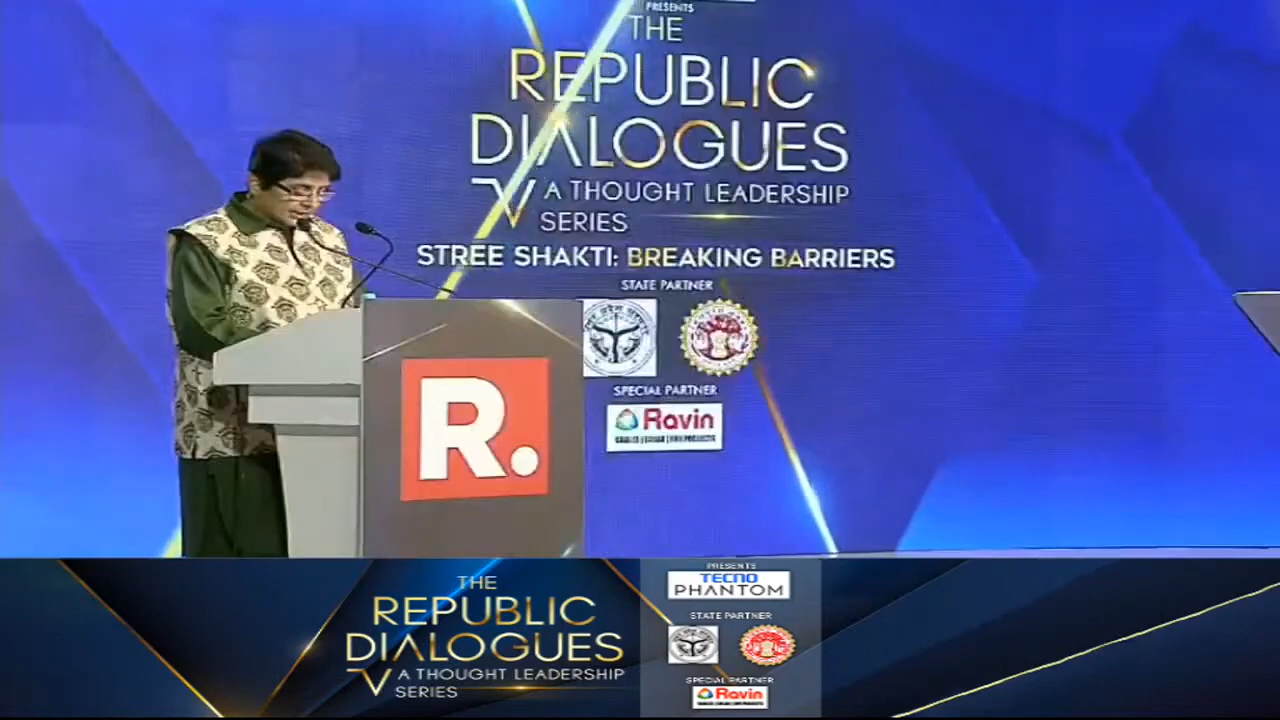 PRESENTS
THE
REPUBLIC
DIALOGUES
A THOUGHT LEADERSHIP
SERIES
STREE SHAKTI: BREAKING BARRIERS
STATE PARTNER
SPECIAL PARTNER
Ravin
R.
THE
REPUBLIC
DIALOGUES
A THOUGHT LEADERSHIP
SERIES
PRESENTS
TECNO
PHANTOM
STATE PARTNER
SPECIAL PARTNER
Ravin